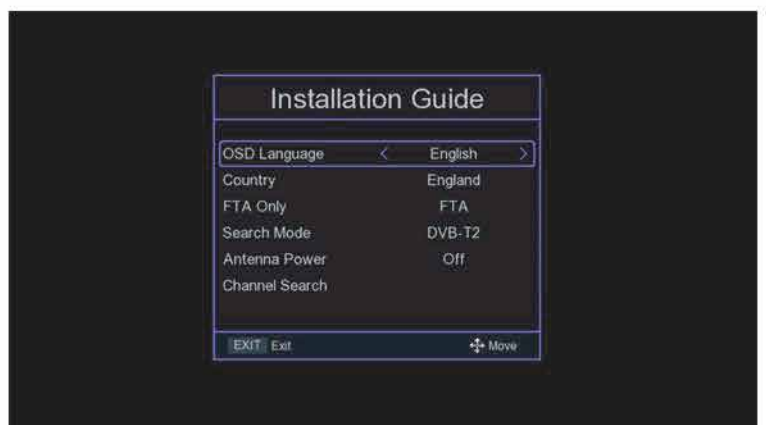 Installation Guide
OSD Language < English >
Country England
FTA Only FTA
Search Mode DVB-T2
Antenna Power Off
Channel Search
EXIT Exit Move